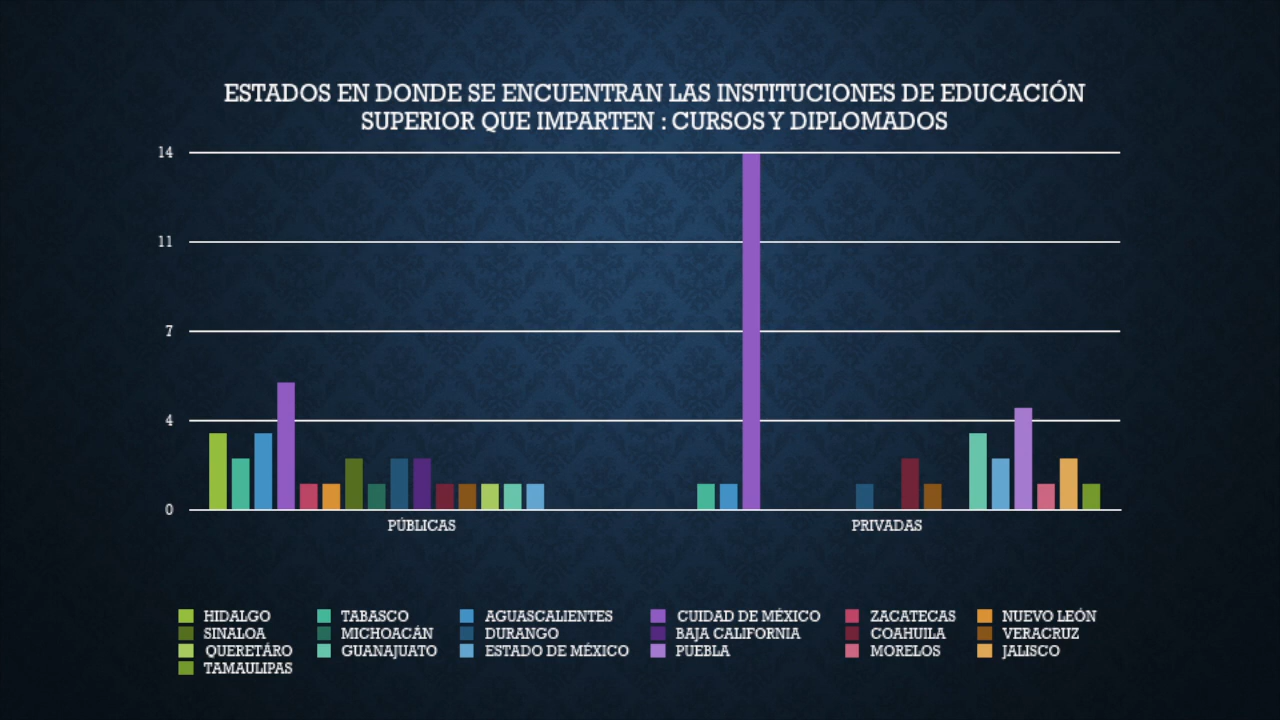 ESTADOS EN DONDE SE ENCUENTRAN LAS INSTITUCIONES DE EDUCACIÓN
SUPERIOR QUE IMPARTEN : CURSOS Y DIPLOMADOS
14
11
7
4
0
PÚBLICAS PRIVADAS
HIDALGO TABASCO AGUASCALIENTES CUIDAD DE MÉXICO ZACATECAS NUEVO LEÓN
SINALOA MICHOACÁN DURANGO BAJA CALIFORNIA COAHUILA VERACRUZ
QUERETÁRO GUANAJUATO ESTADO DE MÉXICO PUEBLA MORELOS JALISCO
TAMAULIPAS